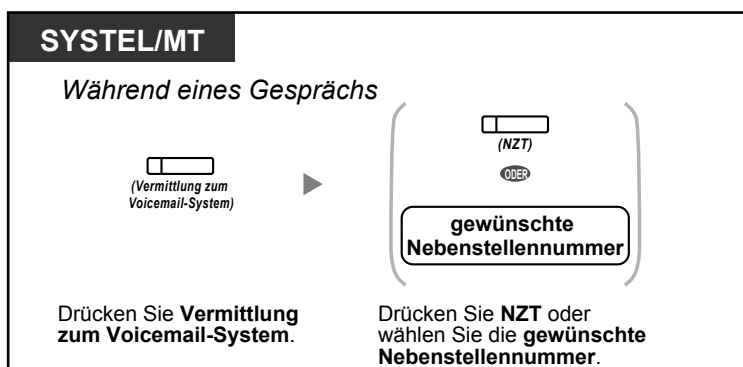 SYSTEL/MT
Während eines Gesprächs
(Vermittlung zum
Voicemail-System)
(NZT)
ODER
gewünschte
Nebenstellennummer
Drücken Sie Vermittlung
zum Voicemail-System.
Drücken Sie NZT oder
wählen Sie die gewünschte
Nebenstellennummer.